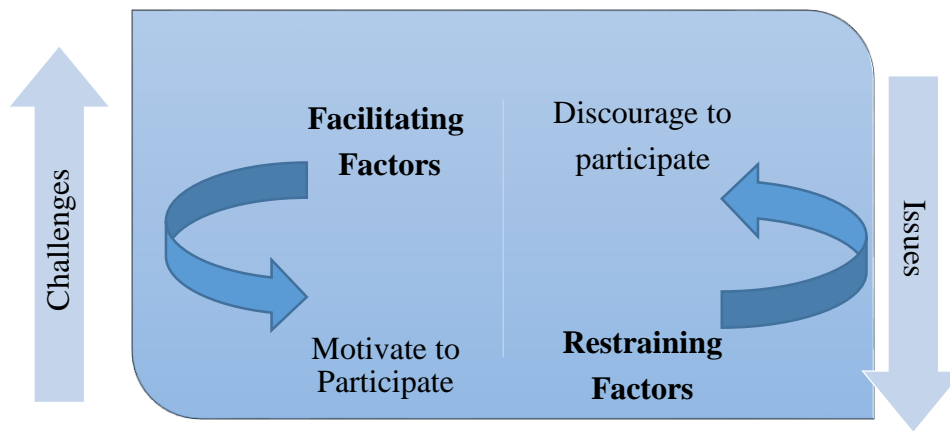 Challenges
Facilitating
Factors
Motivate to
Participate
Discourage to
participate
Restraining
Factors
Issues